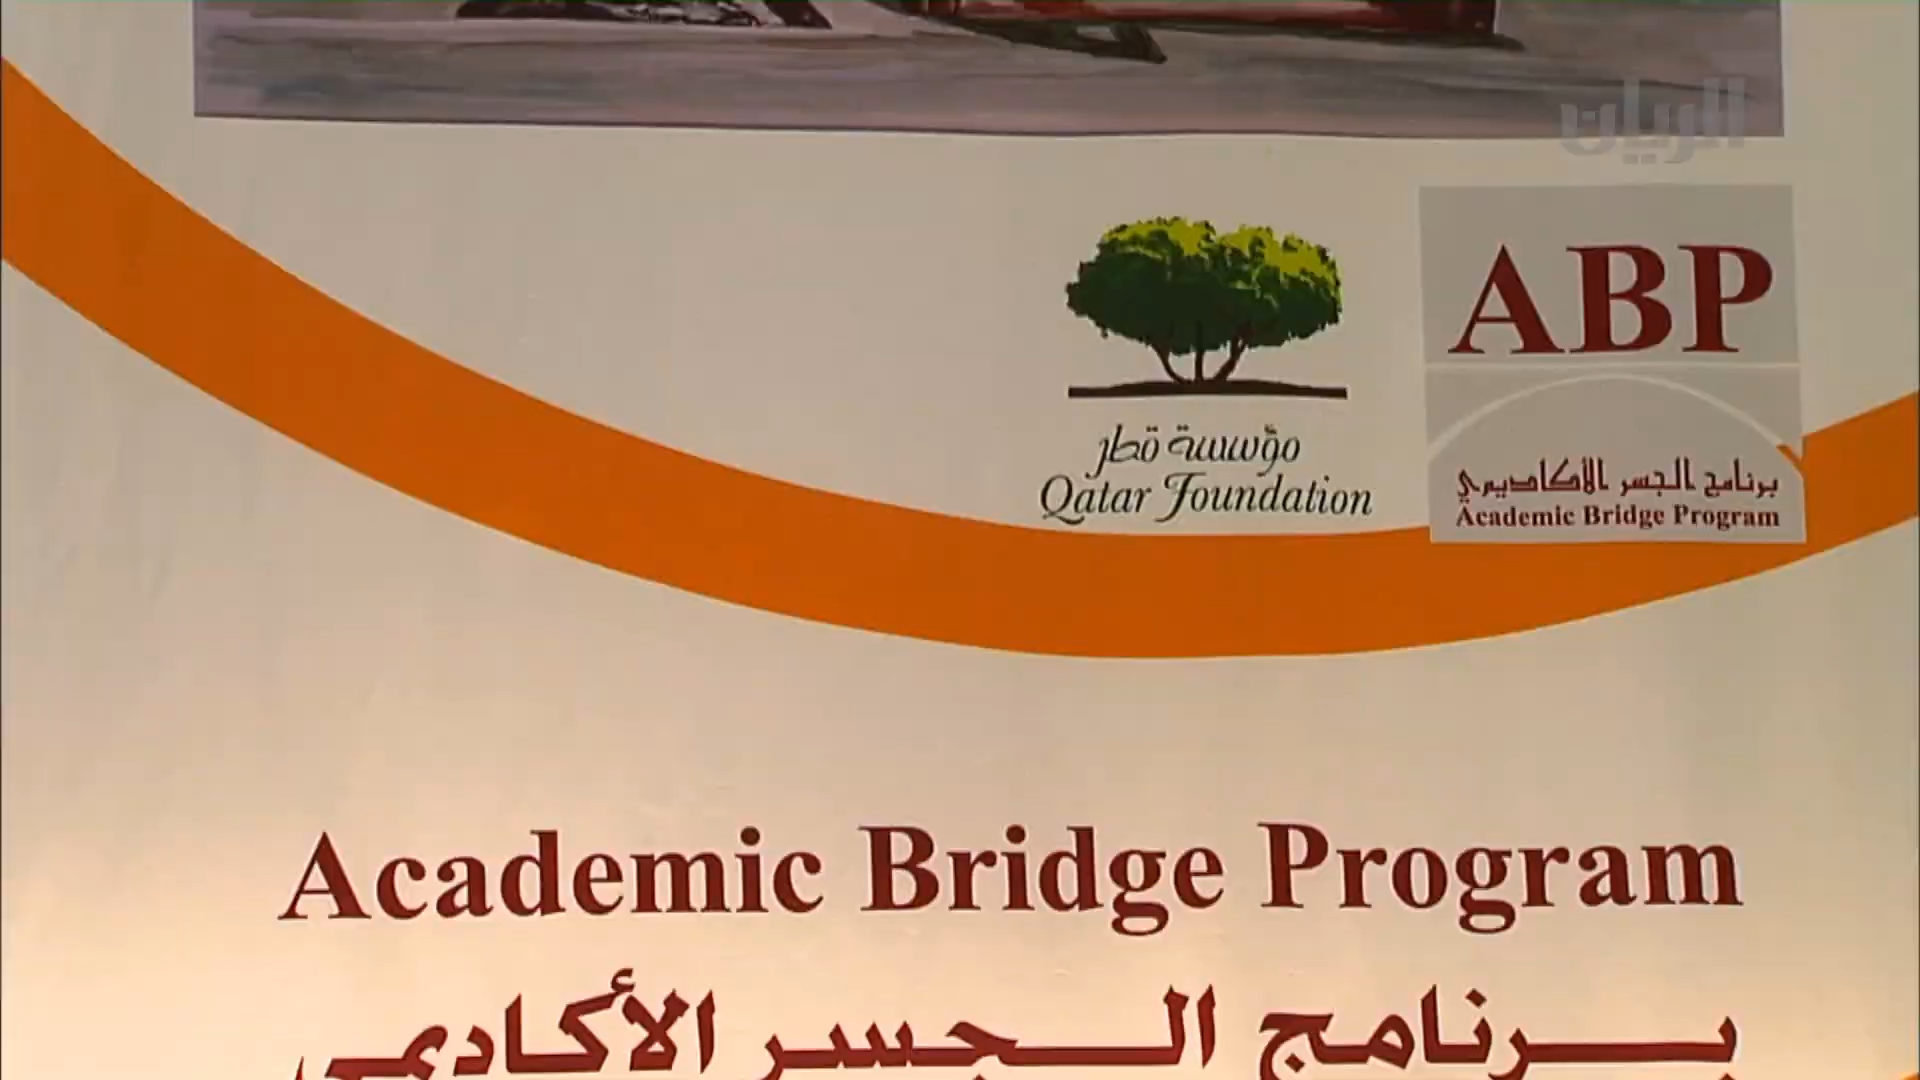 الريان
ABP
مؤسسة قطر
Qatar Foundation
برنامج الجسر الأكاديمي
Academic Bridge Program
Academic Bridge Program
برنامج الجسر الأكاديمي